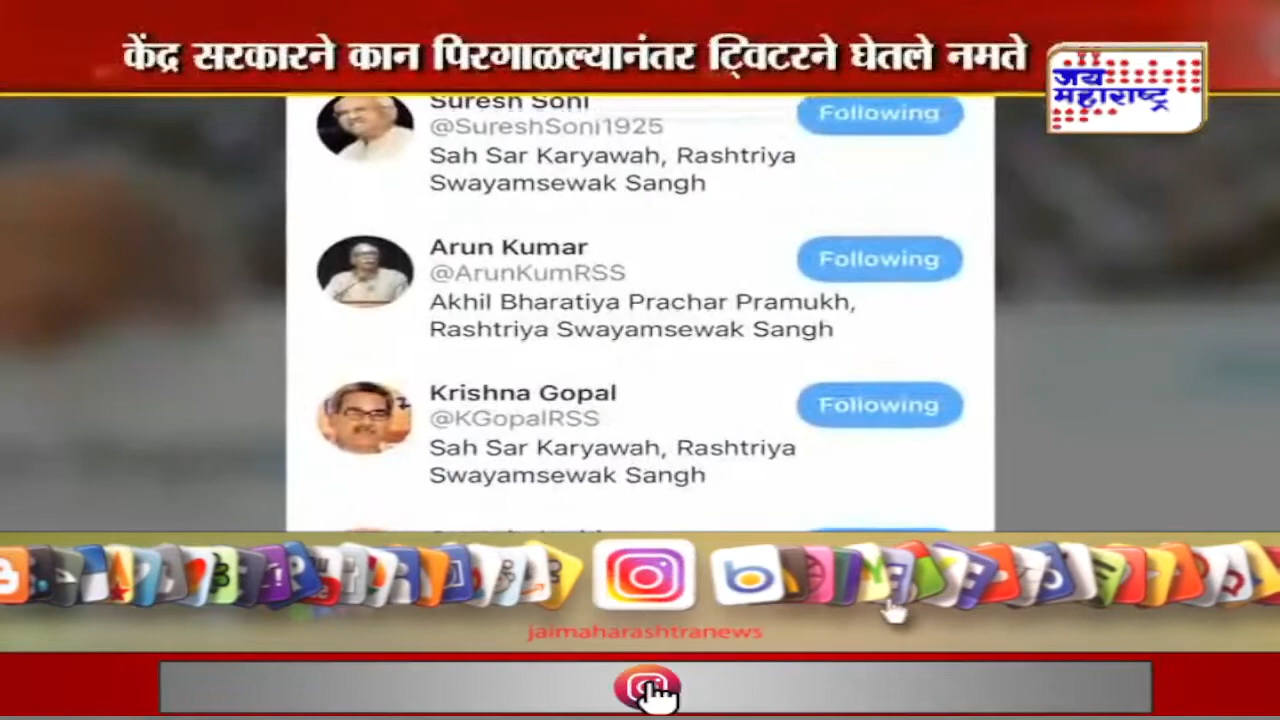 केंद्र सरकारने कान पिरगाळल्यानंतर ट्विटरने घेतले नमते
जय
महाराष्ट्र
Suresh Soni
@SureshSoni1925
Following
Sah Sar Karyawah, Rashtriya
Swayamsewak Sangh
Arun Kumar
@ArunKumRSS
Following
Akhil Bharatiya Prachar Pramukh,
Rashtriya Swayamsewak Sangh
Krishna Gopal
@KGopalRSS
Following
Sah Sar Karyawah, Rashtriya
Swayamsewak Sangh
jaimaharashtranews